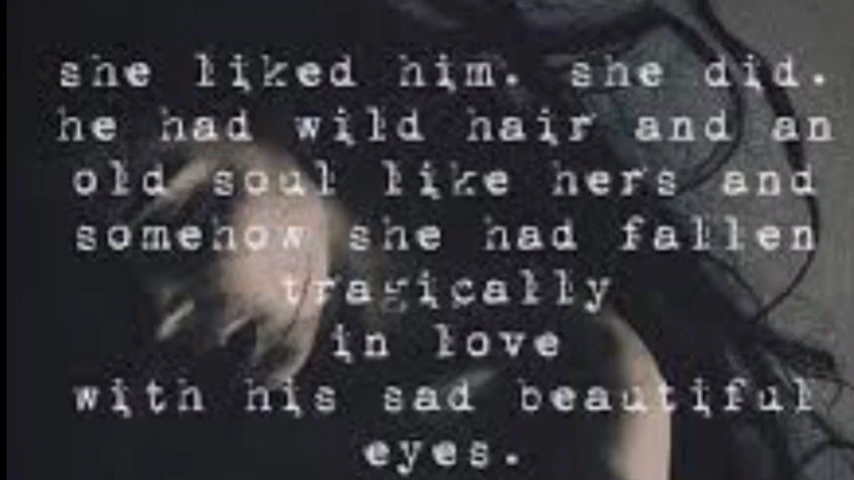 she liked him. she did.
he had wild hair and an
old soul like hers and
somehow she had fallen
tragically
in love
with his sad beautiful
eyes.